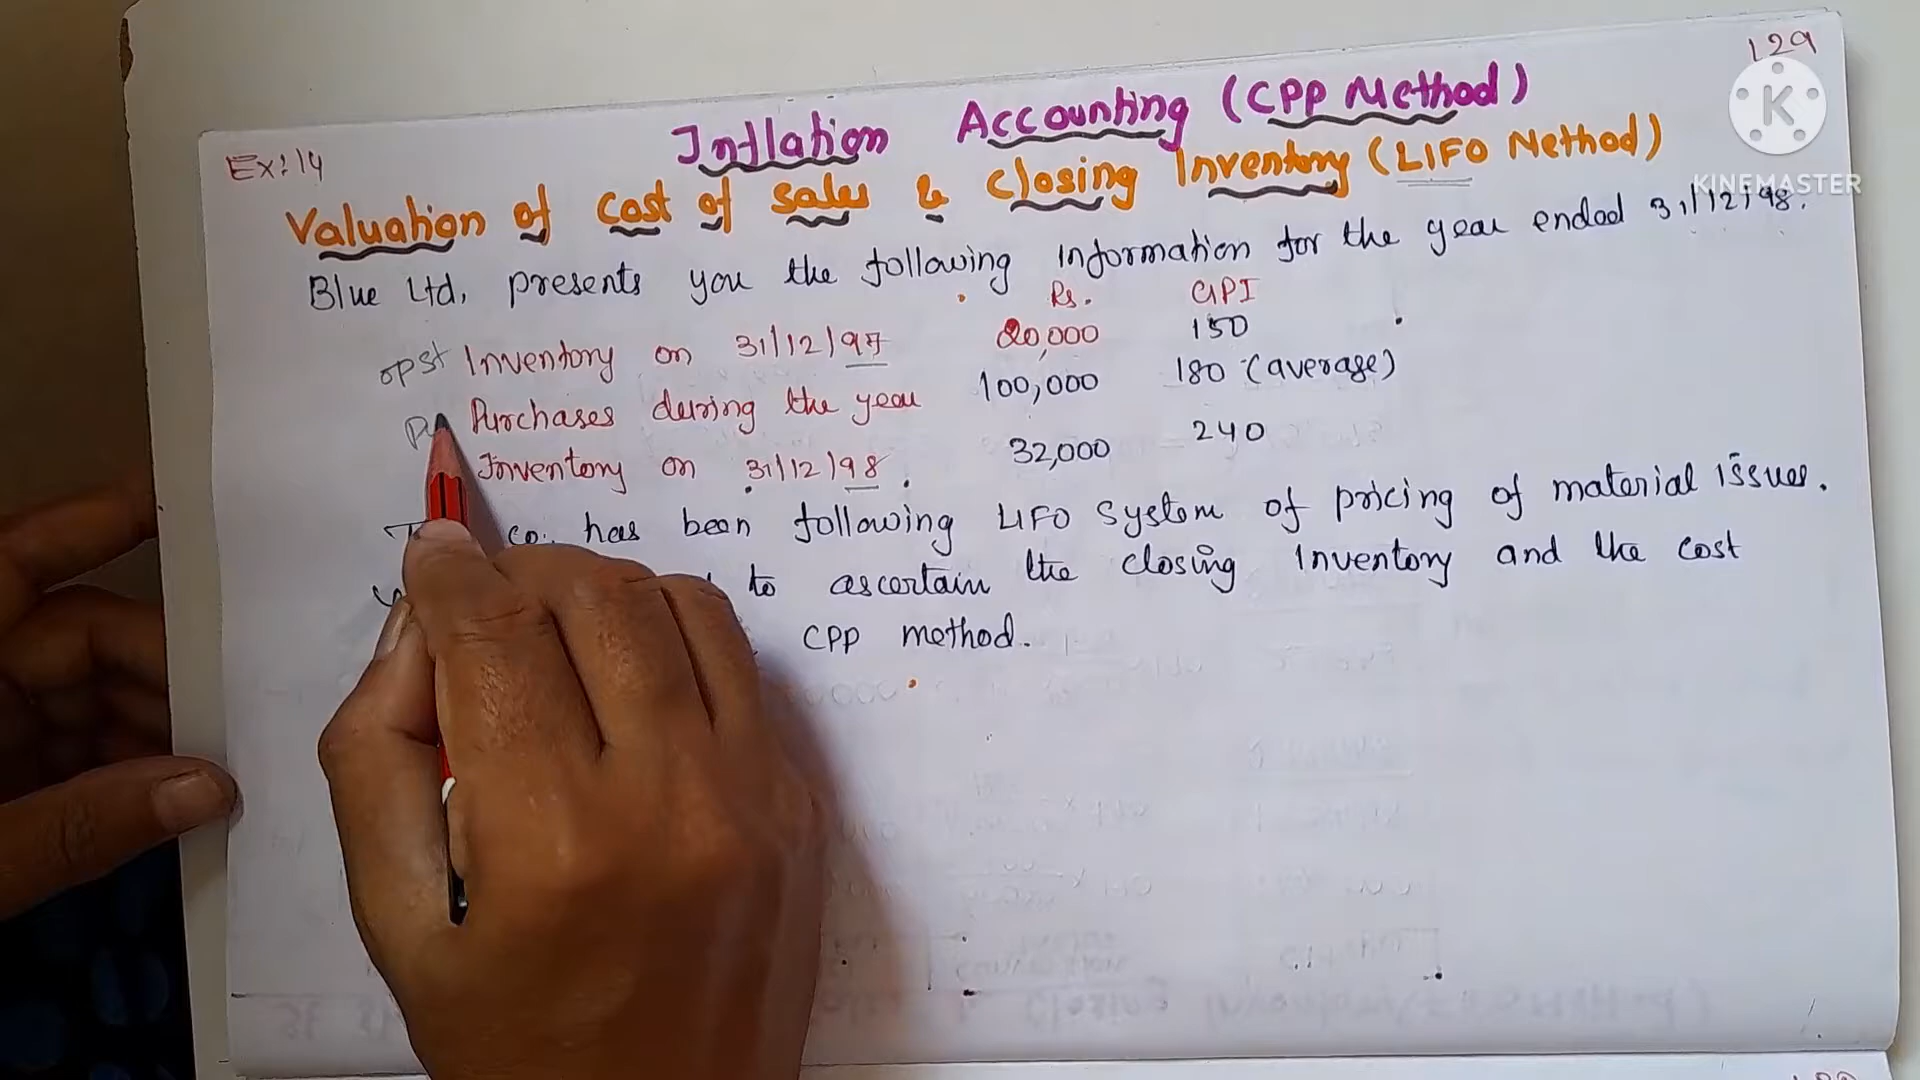 129
Ex:14
Inflation Accounting (CPP Method)
Valuation of cost of sales & closing Inventory (LIFO Method)
KINEMASTER
Blue Ltd, presents you the following information for the year ended 31/12/98.
Rs. GPI
opst Inventory on 31/12/97 20,000 150
Pu Purchases during the year 100,000 180 (average)
Inventory on 31/12/98. 32,000 240
co. has been following LIFO system of pricing of material issues.
to ascertain the closing Inventory and the cost
CPP method.